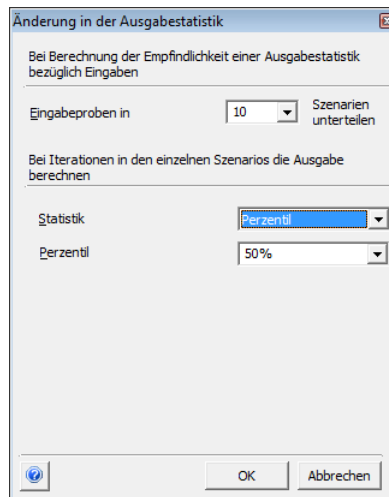 Änderung in der Ausgabestatistik
Bei Berechnung der Empfindlichkeit einer Ausgabestatistik
bezüglich Eingaben
Eingabeproben in
10
Szenarien
unterteilen
Bei Iterationen in den einzelnen Szenarios die Ausgabe
berechnen
Statistik
Perzentil
Perzentil
50%
OK
Abbrechen